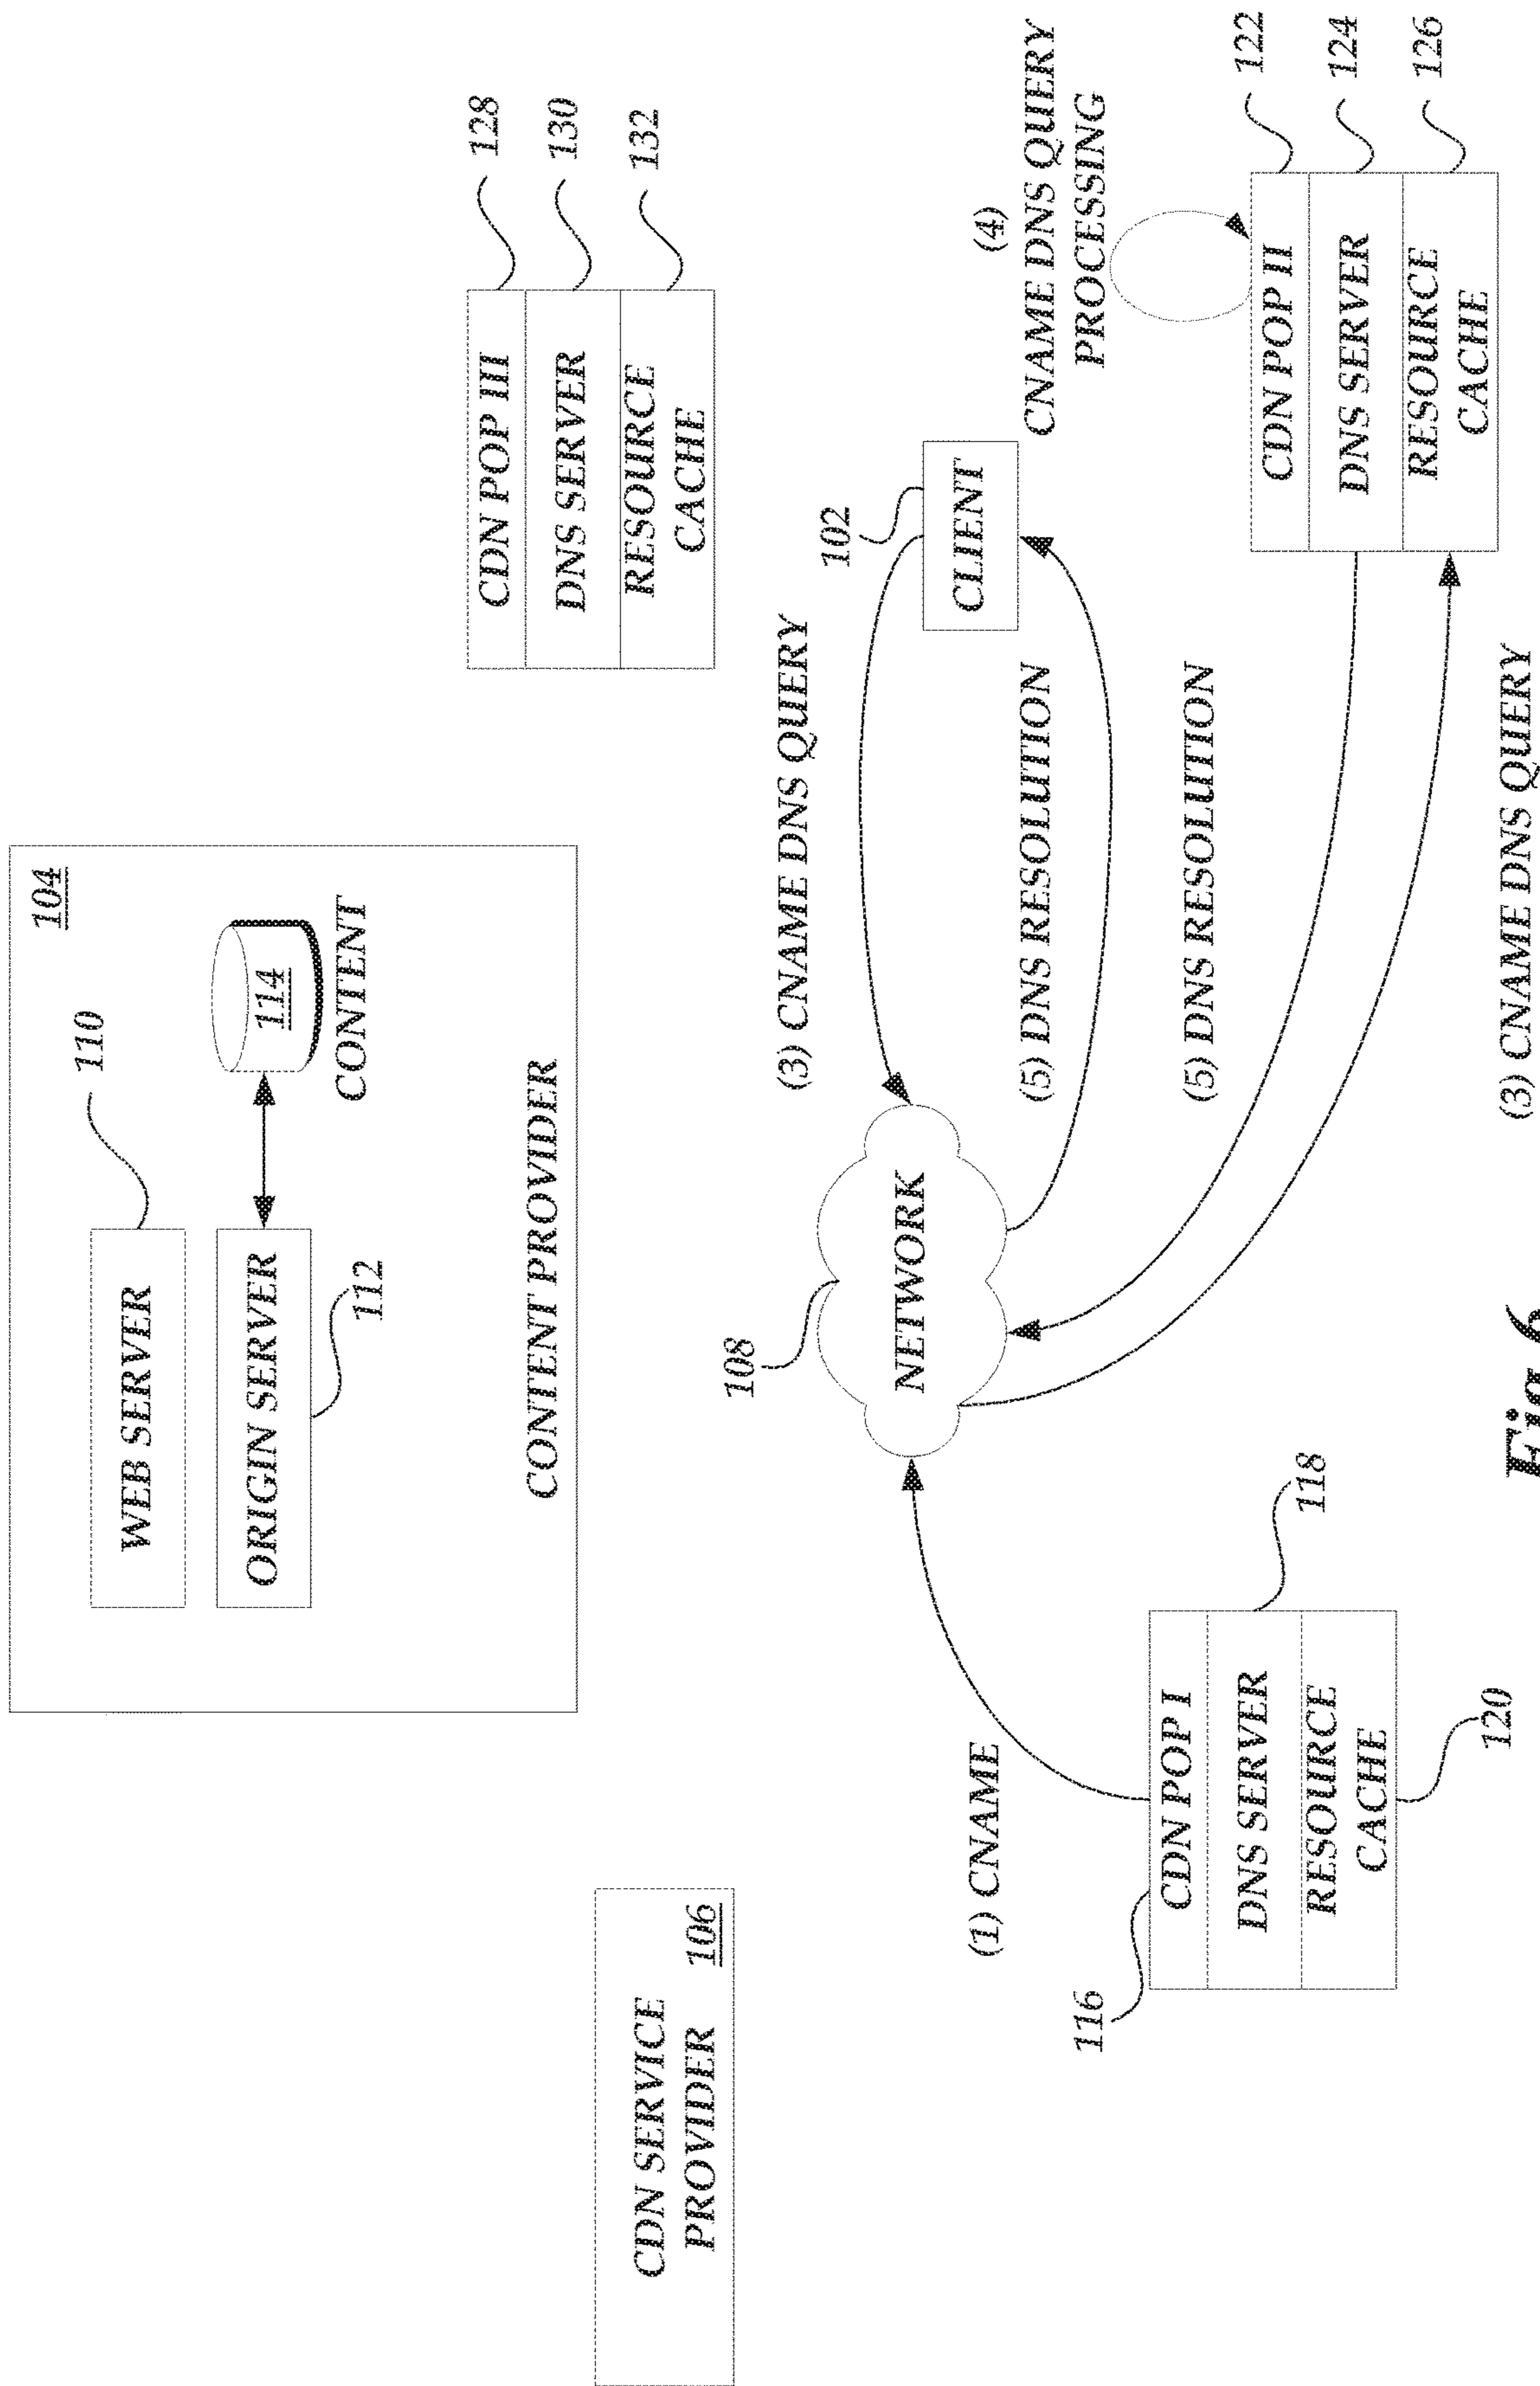 104
WEB SERVER
110
ORIGIN SERVER
112
114
CONTENT
CONTENT PROVIDER
CDN POP III
128
DNS SERVER
130
RESOURCE
CACHE
132
CDN SERVICE
PROVIDER
106
108
NETWORK
(3) CNAME DNS QUERY
102
CLIENT
(5) DNS RESOLUTION
(5) DNS RESOLUTION
(3) CNAME DNS QUERY
(4)
CNAME DNS QUERY
PROCESSING
CDN POP II
122
DNS SERVER
124
RESOURCE
CACHE
126
(1) CNAME
116
CDN POP I
DNS SERVER
118
RESOURCE
CACHE
120
Fig. 6